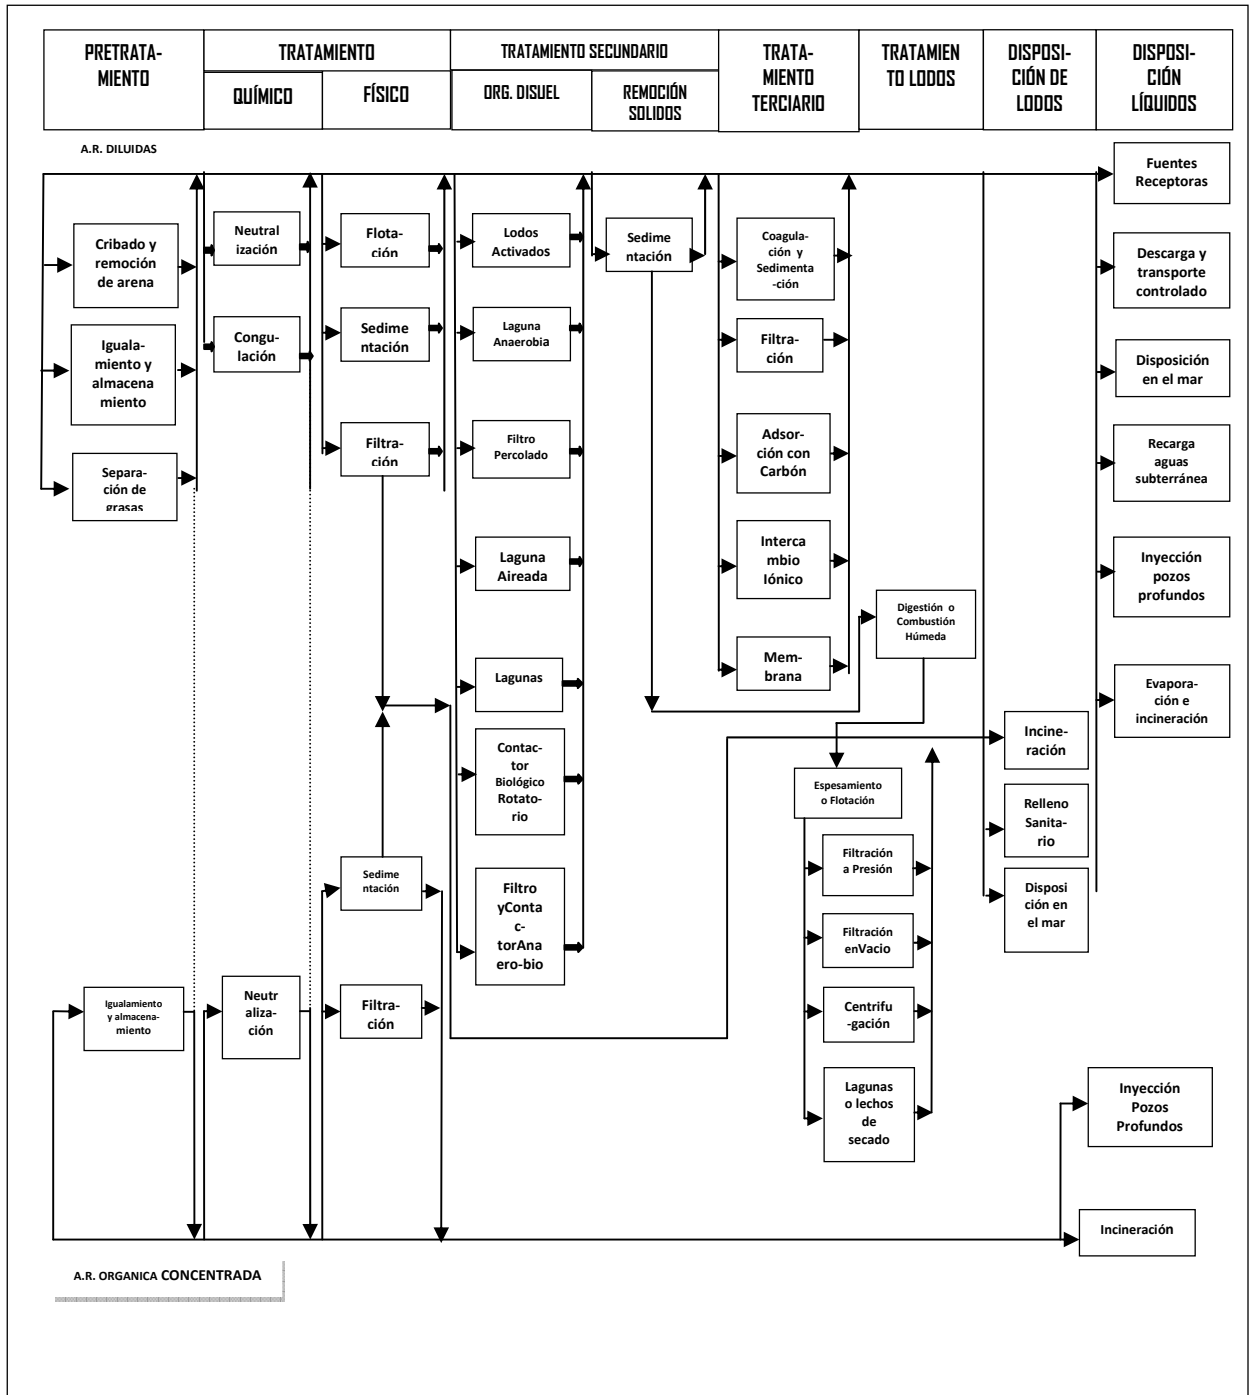 PRETRATA-
MIENTO
TRATAMIENTO
QUÍMICO
FÍSICO
TRATAMIENTO SECUNDARIO
ORG. DISUEL
REMOCIÓN
SOLIDOS
TRATA-
MIENTO
TERCIARIO
TRATAMIEN
TO LODOS
DISPOSI-
CIÓN DE
LODOS
DISPOSI-
CIÓN
LÍQUIDOS
A.R. DILUIDAS
Cribado y
remoción
de arena
Iguala-
miento y
almacena
miento
Separa-
ción de
grasas
Neutral
ización
Congu-
lación
Flota-
ción
Sedime
ntación
Filtra-
ción
Lodos
Activados
Laguna
Anaerobia
Filtro
Percolado
Laguna
Aireada
Lagunas
Contac-
tor
Biológico
Rotato-
rio
Filtro
yConta
c-
torAna
ero-bio
Sedime
ntación
Coagula-
ción y
Sedimenta
-ción
Filtra-
ción
Adsor-
ción con
Carbón
Interca
mbio
Iónico
Mem-
brana
Digestión o
Combustión
Húmeda
Espesamiento
o Flotación
Filtración
a Presión
Filtración
enVacio
Centrifu
-gación
Lagunas
o lechos
de
secado
Incine-
ración
Relleno
Sanita-
rio
Disposi
ción en
el mar
Fuentes
Receptoras
Descarga y
transporte
controlado
Disposición
en el mar
Recarga
aguas
subterránea
Inyección
pozos
profundos
Evapora-
ción e
incineración
Sedime
ntación
Igualamiento
y almacena-
miento
Neutr
aliza-
ción
Filtra-
ción
Inyección
Pozos
Profundos
Incineración
A.R. ORGANICA CONCENTRADA